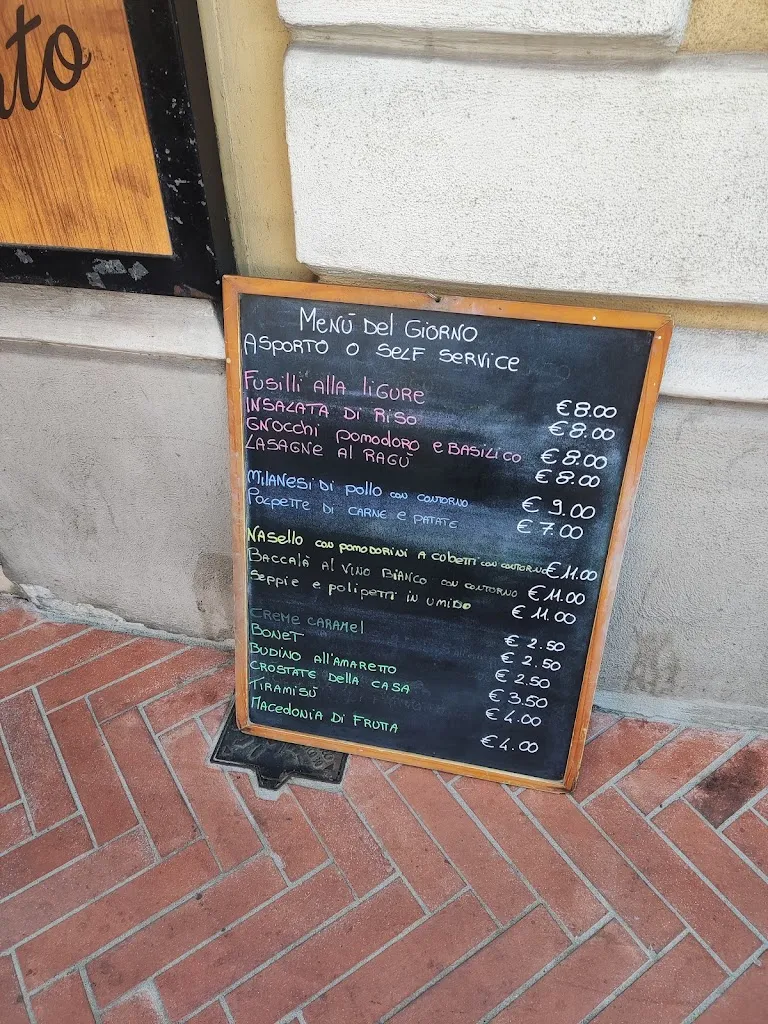 MENÙ DEL GIORNO
ASPORTO O SELF SERVICE
FUSILLI ALLA LIGURE € 8.00
INSALATA DI RISO € 8.00
GNOCCHI POMODORO E BASILICO € 8.00
LASAGNE AL RAGÙ € 8.00
MILANESI DI POLLO CON CONTORNO € 9.00
POLPETTE DI CARNE E PATATE € 7.00
NASELLO CON POMODORINI A CUBETTI CON CONTORNO € 11.00
BACCALÀ AL VINO BIANCO CON CONTORNO € 11.00
SEPPIE E POLIPETTI IN UMIDO € 11.00
CREME CARAMEL € 2.50
BONET € 2.50
BUDINO ALL'AMARETTO € 2.50
CROSTATE DELLA CASA € 3.50
TIRAMISÙ € 4.00
MACEDONIA DI FRUTTA € 4.00